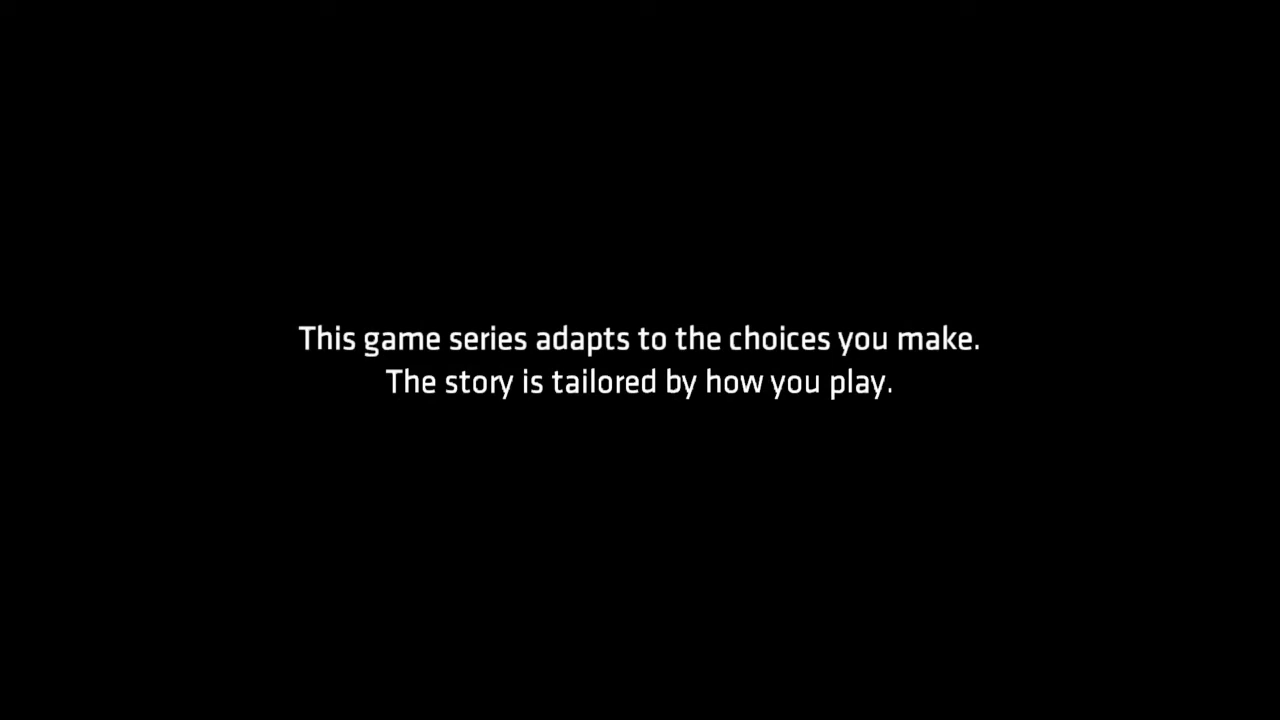 This game series adapts to the choices you make.
The story is tailored by how you play.